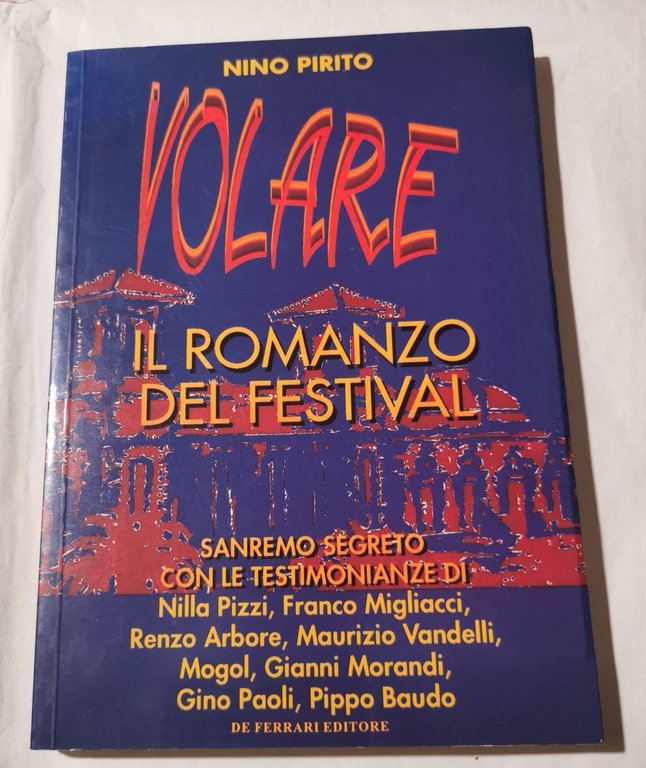 NINO PIRITO
VOLARE
IL ROMANZO
DEL FESTIVAL
SANREMO SEGRETO
CON LE TESTIMONIANZE DI
Nilla Pizzi, Franco Migliacci,
Renzo Arbore, Maurizio Vandelli,
Mogol, Gianni Morandi,
Gino Paoli, Pippo Baudo
DE FERRARI EDITORE